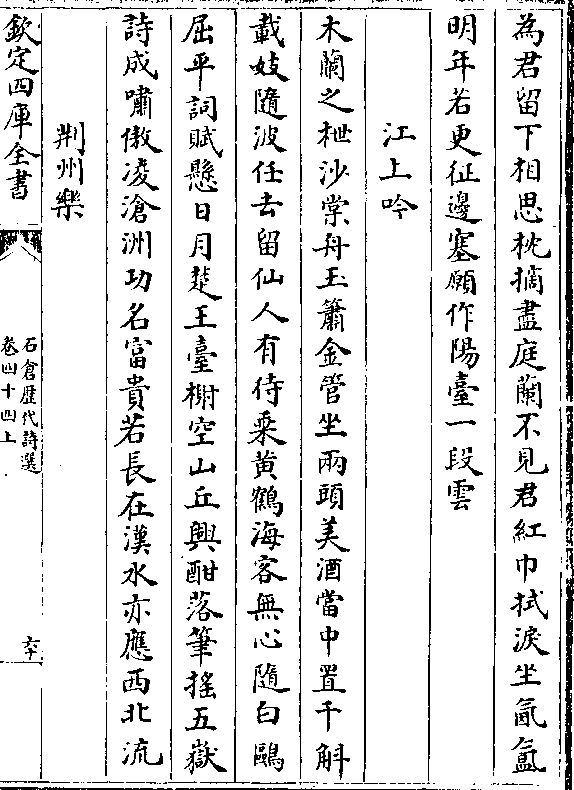 為君留下相思枕摘盡庭蘭不見君紅巾拭淚坐氤氲
明年若更征邊塞願作陽臺一段雲
江上吟
木蘭之枻沙棠舟玉簫金管坐兩頭美酒當中置千斛
載妓隨波任去留仙人有待乗黄鶴海客無心隨白鷗
屈平詞賦懸日月楚王臺榭空山丘興酣落筆搖五嶽
詩成嘯傲凌滄洲功名富貴若長在漢水亦應西北流
荆州樂
欽定四庫全書
石倉歴代詩選
卷四十四上